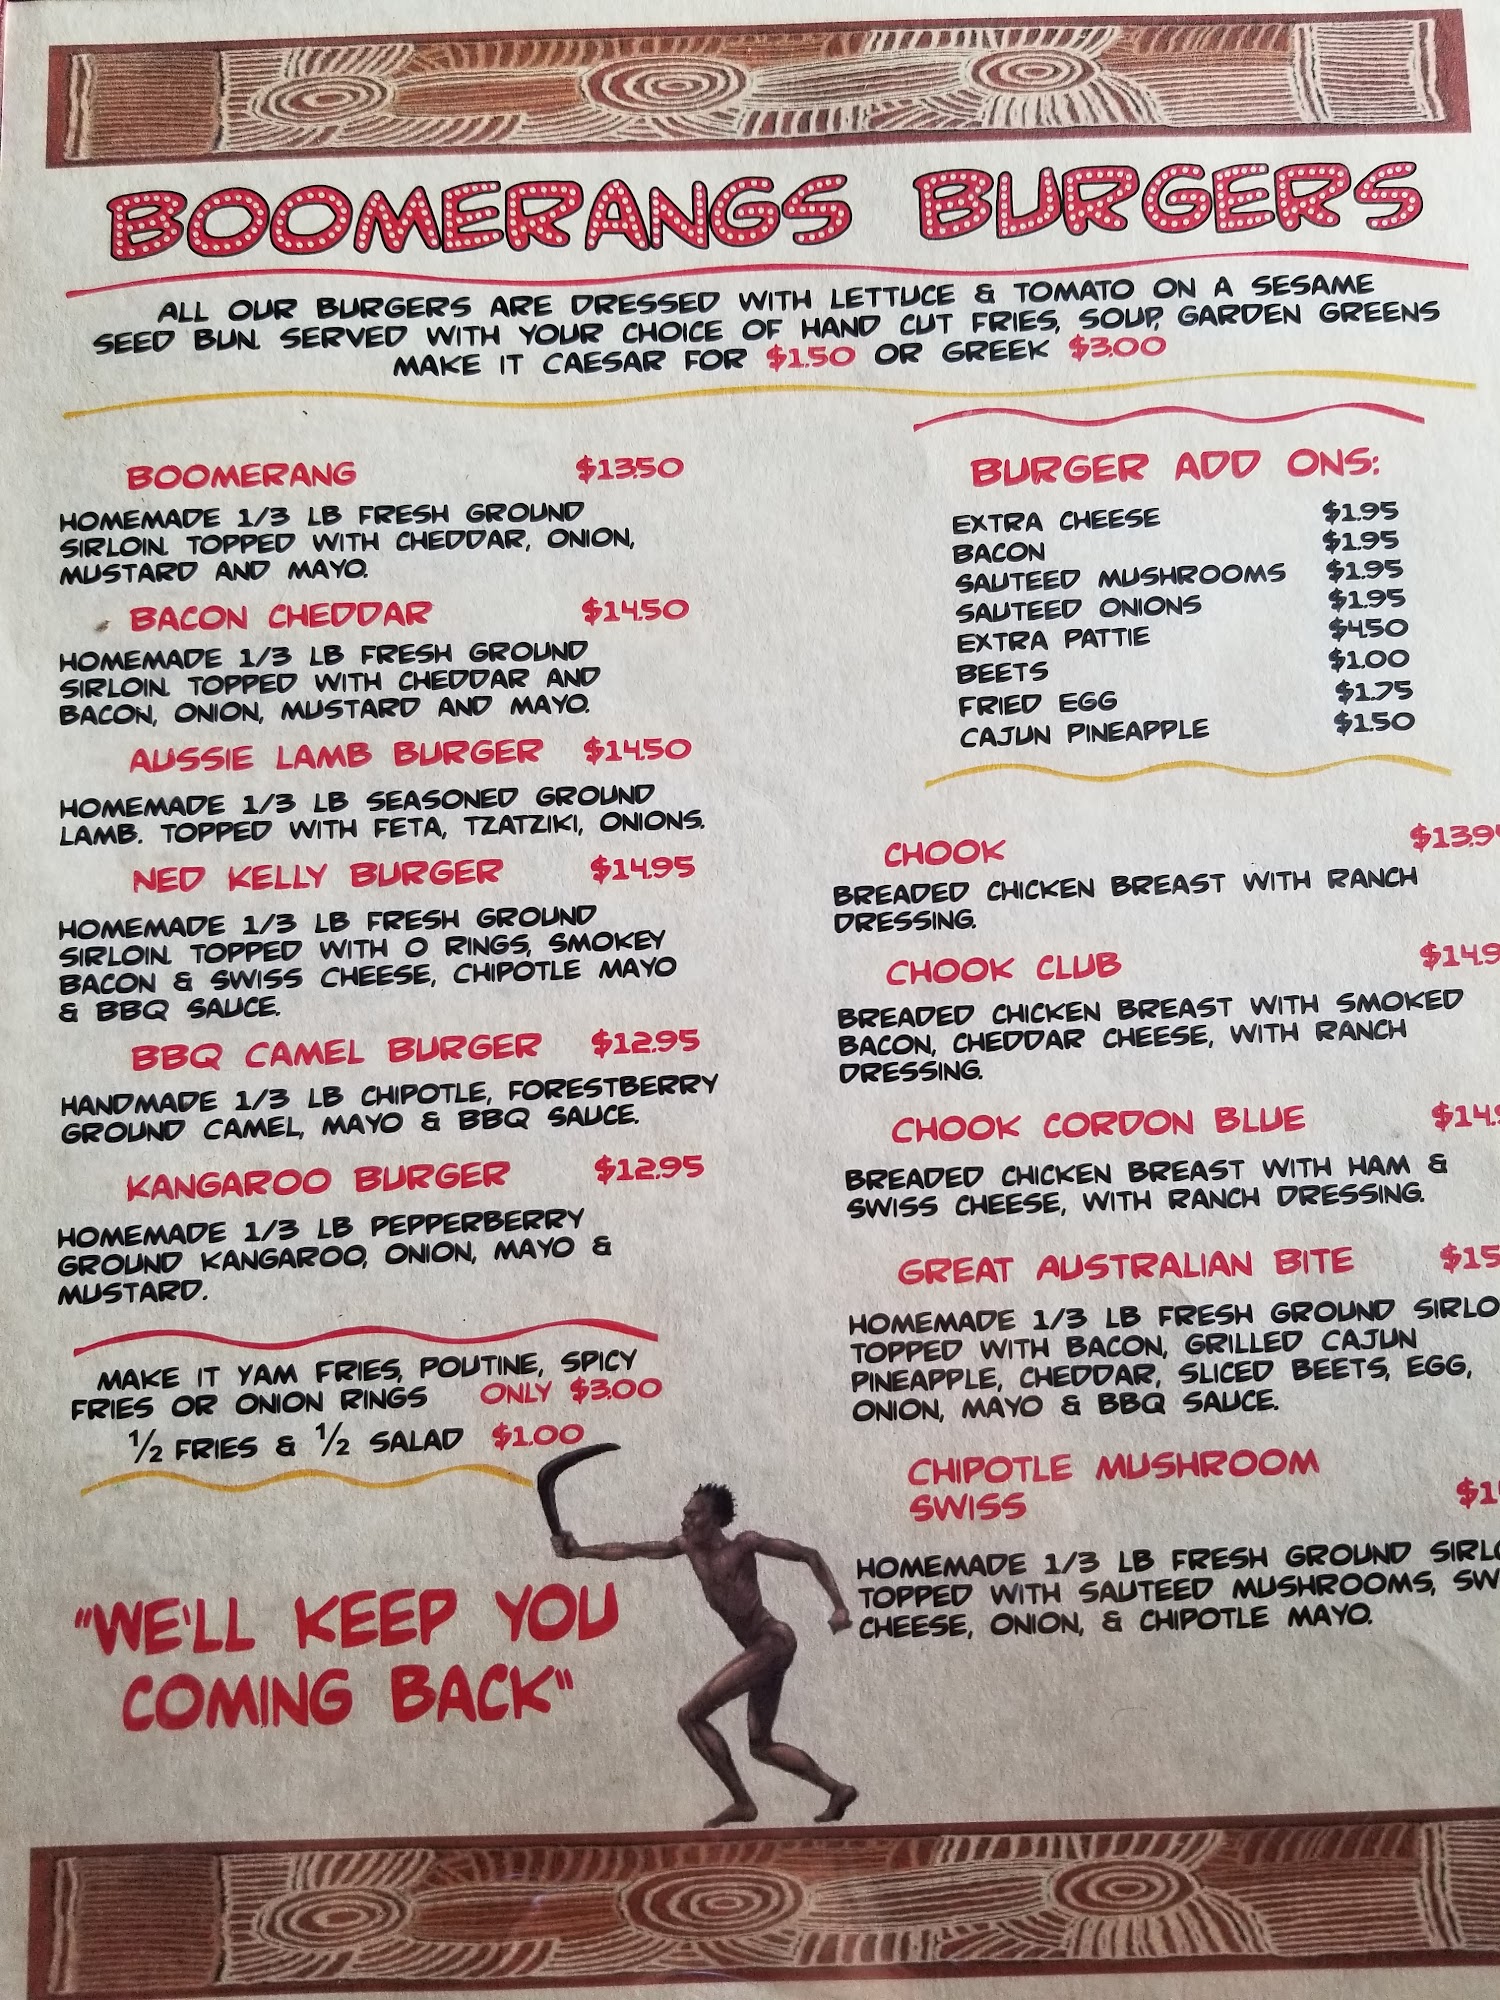 BOOMERANGS BURGERS
ALL OUR BURGERS ARE DRESSED WITH LETTUCE & TOMATO ON A SESAME
SEED BUN. SERVED WITH YOUR CHOICE OF HAND CUT FRIES, SOUP, GARDEN GREENS
MAKE IT CAESAR FOR $1.50 OR GREEK $3.00
BOOMERANG $13.50
HOMEMADE 1/3 LB FRESH GROUND
SIRLOIN. TOPPED WITH CHEDDAR, ONION,
MUSTARD AND MAYO.
BACON CHEDDAR $14.50
HOMEMADE 1/3 LB FRESH GROUND
SIRLOIN. TOPPED WITH CHEDDAR AND
BACON, ONION, MUSTARD AND MAYO.
AUSSIE LAMB BURGER $14.50
HOMEMADE 1/3 LB SEASONED GROUND
LAMB. TOPPED WITH FETA, TZATZIKI, ONIONS.
NED KELLY BURGER $14.95
HOMEMADE 1/3 LB FRESH GROUND
SIRLOIN. TOPPED WITH O RINGS, SMOKEY
BACON & SWISS CHEESE, CHIPOTLE MAYO
& BBQ SAUCE.
BBQ CAMEL BURGER $12.95
HANDMADE 1/3 LB CHIPOTLE, FORESTBERRY
GROUND CAMEL, MAYO & BBQ SAUCE.
KANGAROO BURGER $12.95
HOMEMADE 1/3 LB PEPPERBERRY
GROUND KANGAROO, ONION, MAYO &
MUSTARD.
MAKE IT YAM FRIES, POUTINE, SPICY
FRIES OR ONION RINGS ONLY $3.00
1/2 FRIES & 1/2 SALAD $1.00
"WE'LL KEEP YOU
COMING BACK"
BURGER ADD ONS:
EXTRA CHEESE $1.95
BACON $1.95
SAUTEED MUSHROOMS $1.95
SAUTEED ONIONS $1.95
EXTRA PATTIE $4.50
BEETS $1.00
FRIED EGG $1.75
CAJUN PINEAPPLE $1.50
CHOOK $13.95
BREADED CHICKEN BREAST WITH RANCH
DRESSING.
CHOOK CLUB $14.9
BREADED CHICKEN BREAST WITH SMOKED
BACON, CHEDDAR CHEESE, WITH RANCH
DRESSING.
CHOOK CORDON BLUE $14.9
BREADED CHICKEN BREAST WITH HAM &
SWISS CHEESE, WITH RANCH DRESSING.
GREAT AUSTRALIAN BITE $15
HOMEMADE 1/3 LB FRESH GROUND SIRLO
TOPPED WITH BACON, GRILLED CAJUN
PINEAPPLE, CHEDDAR, SLICED BEETS, EGG,
ONION, MAYO & BBQ SAUCE.
CHIPOTLE MUSHROOM
SWISS $1
HOMEMADE 1/3 LB FRESH GROUND SIRLO
TOPPED WITH SAUTEED MUSHROOMS, SW
CHEESE, ONION, & CHIPOTLE MAYO.